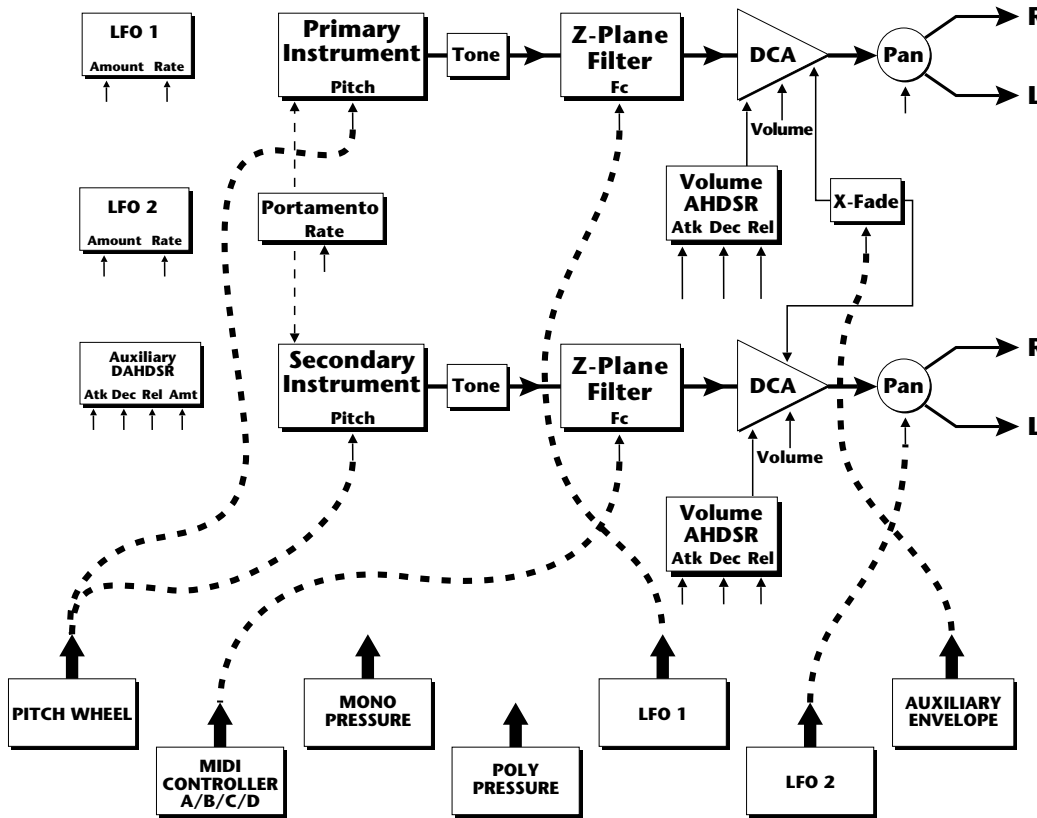 LFO 1
Amount Rate
Primary
Instrument
Pitch
Tone
Z-Plane
Filter
Fc
DCA
Volume
Pan
R
L
LFO 2
Amount Rate
Portamento
Rate
Volume
AHDSR
Atk Dec Rel
X-Fade
Auxiliary
DAHDSR
Atk Dec Rel Amt
Secondary
Instrument
Pitch
Tone
Z-Plane
Filter
Fc
DCA
Volume
Pan
R
L
Volume
AHDSR
Atk Dec Rel
PITCH WHEEL
MIDI
CONTROLLER
A/B/C/D
MONO
PRESSURE
POLY
PRESSURE
LFO 1
LFO 2
AUXILIARY
ENVELOPE